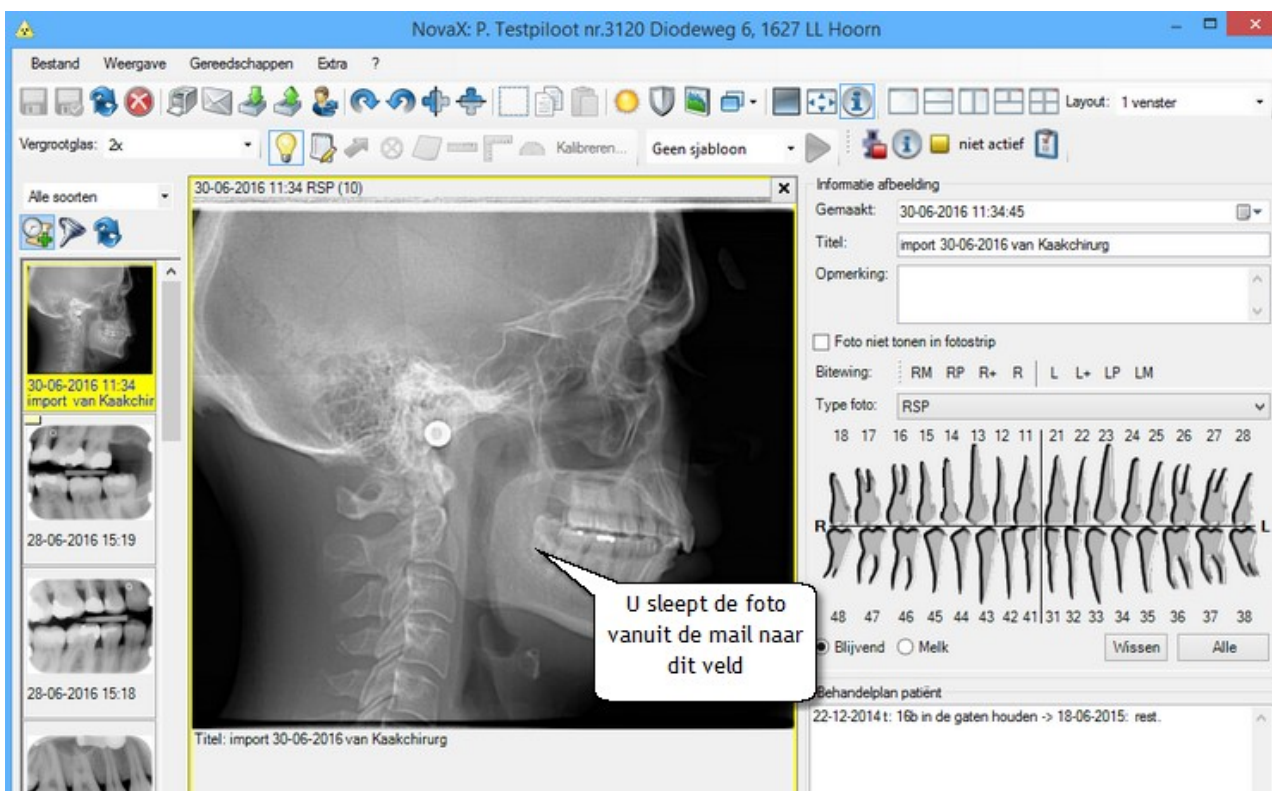 NovaX: P. Testpiloot nr.3120 Diodeweg 6, 1627 LL Hoorn
Bestand Weergave Gereedschappen Extra ?
Layout: 1 venster
Vergrootglas: 2x
Kalibreren... Geen sjabloon niet actief
Alle soorten
30-06-2016 11:34
import van Kaakchir
28-06-2016 15:19
28-06-2016 15:18
30-06-2016 11:34 RSP (10)
U sleept de foto
vanuit de mail naar
dit veld
Titel: import 30-06-2016 van Kaakchirurg
Informatie afbeelding
Gemaakt: 30-06-2016 11:34:45
Titel: import 30-06-2016 van Kaakchirurg
Opmerking:
Foto niet tonen in fotostrip
Bitewing: RM RP R+ R L L+ LP LM
Type foto: RSP
18 17 16 15 14 13 12 11 21 22 23 24 25 26 27 28
R L
48 47 46 45 44 43 42 41 31 32 33 34 35 36 37 38
Blijvend Melk Wissen Alle
Behandelplan patiënt
22-12-2014 t: 16b in de gaten houden -> 18-06-2015: rest.